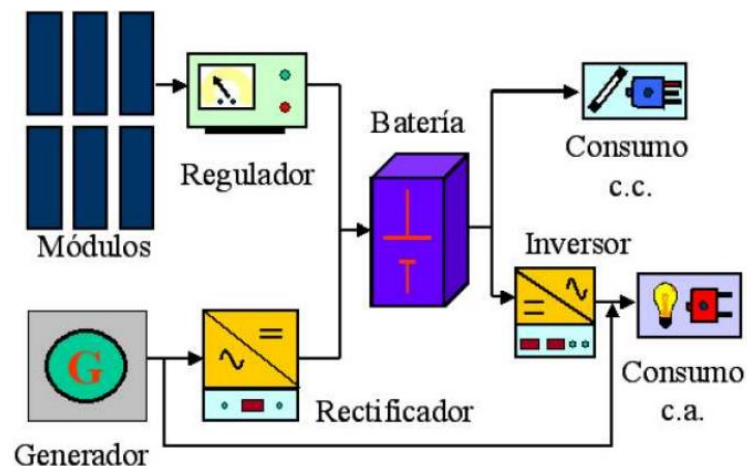 Módulos
Regulador
Batería
Consumo
c.c.
Inversor
G
Generador
Rectificador
Consumo
c.a.